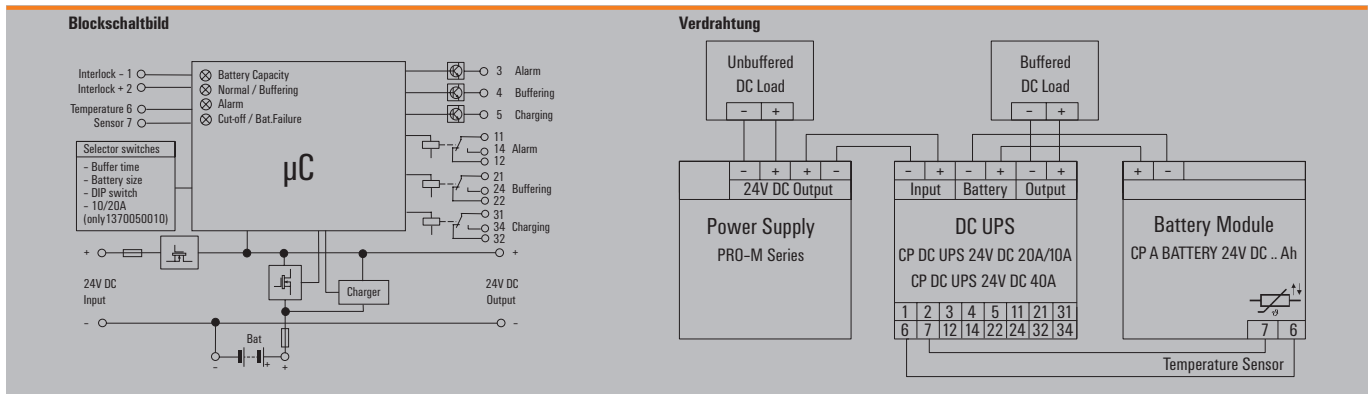 Blockschaltbild
Interlock - 1
Interlock + 2
Temperature 6
Sensor 7
Selector switches
- Buffer time
- Battery size
- DIP switch
- 10/20A
(only1370050010)
Battery Capacity
Normal / Buffering
Alarm
Cut-off / Bat.Failure
µC
3 Alarm
4 Buffering
5 Charging
11
14 Alarm
12
21
24 Buffering
22
31
34 Charging
32
+
+
24V DC
Input
Charger
24V DC
Output
-
-
Bat
- + +
Verdrahtung
Unbuffered
DC Load
- +
Buffered
DC Load
- +
- + + -
24V DC Output
Power Supply
PRO-M Series
- + - + - +
Input Battery Output
DC UPS
CP DC UPS 24V DC 20A/10A
CP DC UPS 24V DC 40A
1 2 3 4 5 11 21 31
6 7 12 14 22 24 32 34
+ -
Battery Module
CP A BATTERY 24V DC .. Ah
ϑ
7 6
Temperature Sensor